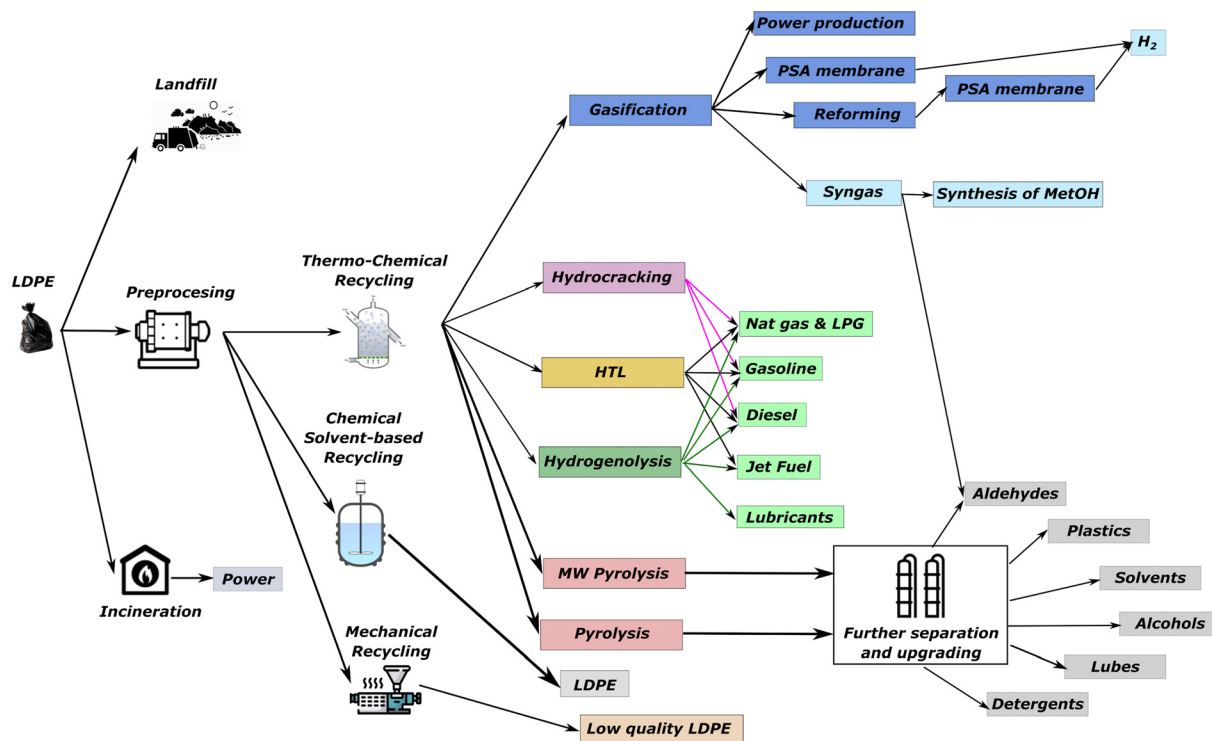 Power production
H₂
PSA membrane
PSA membrane
Landfill
Gasification
Reforming
Syngas
Synthesis of MetOH
Thermo-Chemical
Recycling
Hydrocracking
LDPE
Preprocesing
Nat gas & LPG
HTL
Gasoline
Chemical
Solvent-based
Recycling
Diesel
Hydrogenolysis
Jet Fuel
Aldehydes
Lubricants
Plastics
MW Pyrolysis
Power
Solvents
Incineration
Alcohols
Mechanical
Recycling
Pyrolysis
Further separation
and upgrading
Lubes
LDPE
Detergents
Low quality LDPE